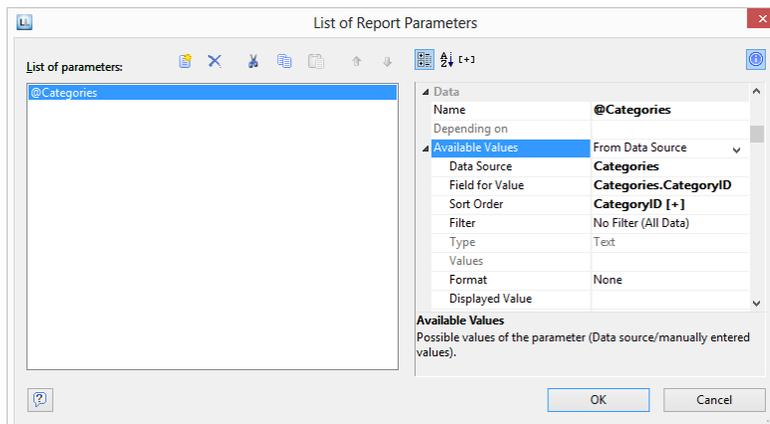 LL
List of Report Parameters
List of parameters:
[+]
@Categories
Data
Name @Categories
Depending on
Available Values From Data Source
Data Source Categories
Field for Value Categories.CategoryID
Sort Order CategoryID [+]
Filter No Filter (All Data)
Type Text
Values
Format None
Displayed Value
Available Values
Possible values of the parameter (Data source/manually entered
values).
OK Cancel